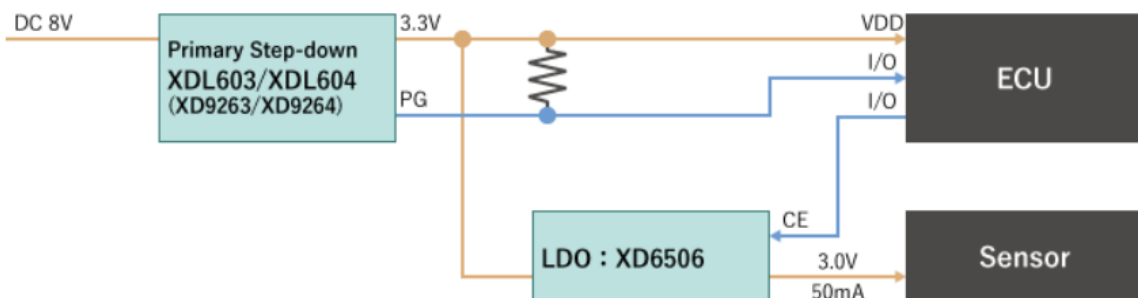 DC 8V
Primary Step-down
XDL603/XDL604
(XD9263/XD9264)
3.3V
PG
VDD
I/O
I/O
ECU
LDO：XD6506
CE
3.0V
50mA
Sensor